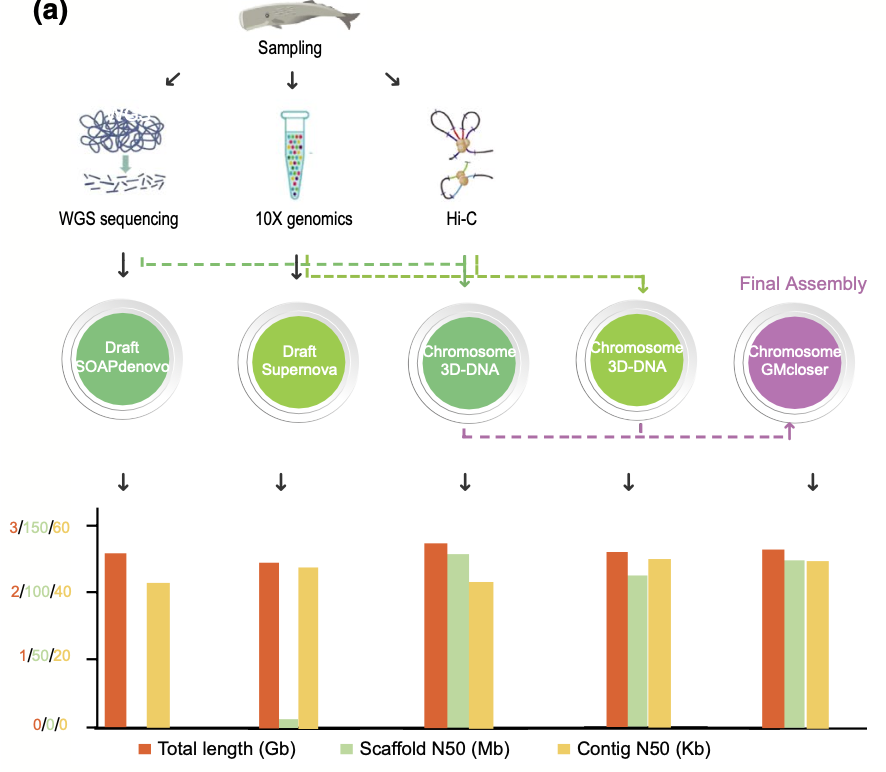 (a)
Sampling
WGS sequencing
10X genomics
Hi-C
Final Assembly
Draft
SOAPdenovo
Draft
Supernova
Chromosome
3D-DNA
Chromosome
3D-DNA
Chromosome
GMcloser
3/150/60
2/100/40
1/50/20
0/0/0
Total length (Gb)
Scaffold N50 (Mb)
Contig N50 (Kb)